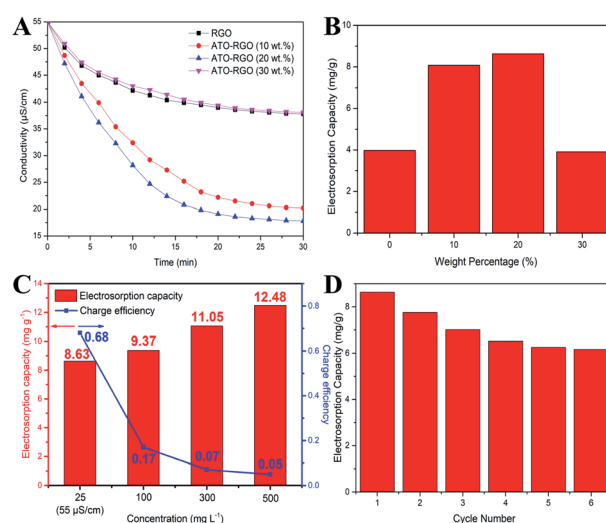 A
RGO
ATO-RGO (10 wt.%)
ATO-RGO (20 wt.%)
ATO-RGO (30 wt.%)
Conductivity (µS/cm)
55
50
45
40
35
30
25
20
15
0 5 10 15 20 25 30
Time (min)
B
Electrosorption Capacity (mg/g)
10
8
6
4
2
0
0 10 20 30
Weight Percentage (%)
C
Electrosorption capacity
Charge efficiency
Electrosorption capacity (mg g⁻¹)
14
12
10
8
6
4
2
0
8.63
9.37
11.05
12.48
0.68
0.17
0.07
0.05
0.8
0.6
0.4
0.2
0.0
Charge efficiency
25 100 300 500
(55 µS/cm)
Concentration (mg L⁻¹)
D
Electrosorption Capacity (mg/g)
8
6
4
2
0
1 2 3 4 5 6
Cycle Number